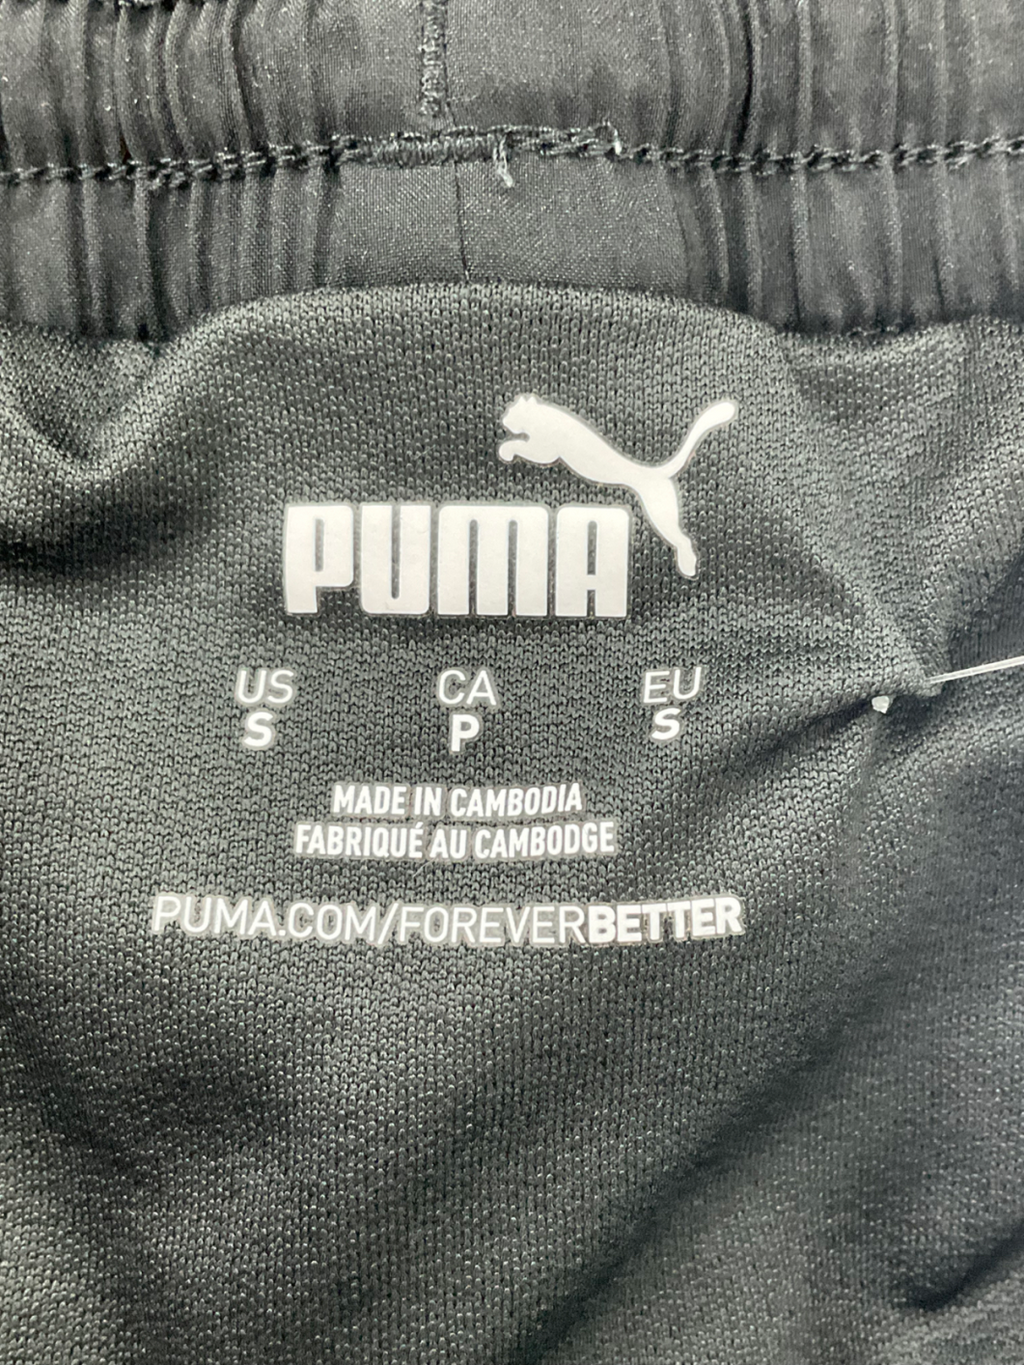 PUMA
US CA EU
S P S
MADE IN CAMBODIA
FABRIQUÉ AU CAMBODGE
PUMA.COM/FOREVERBETTER